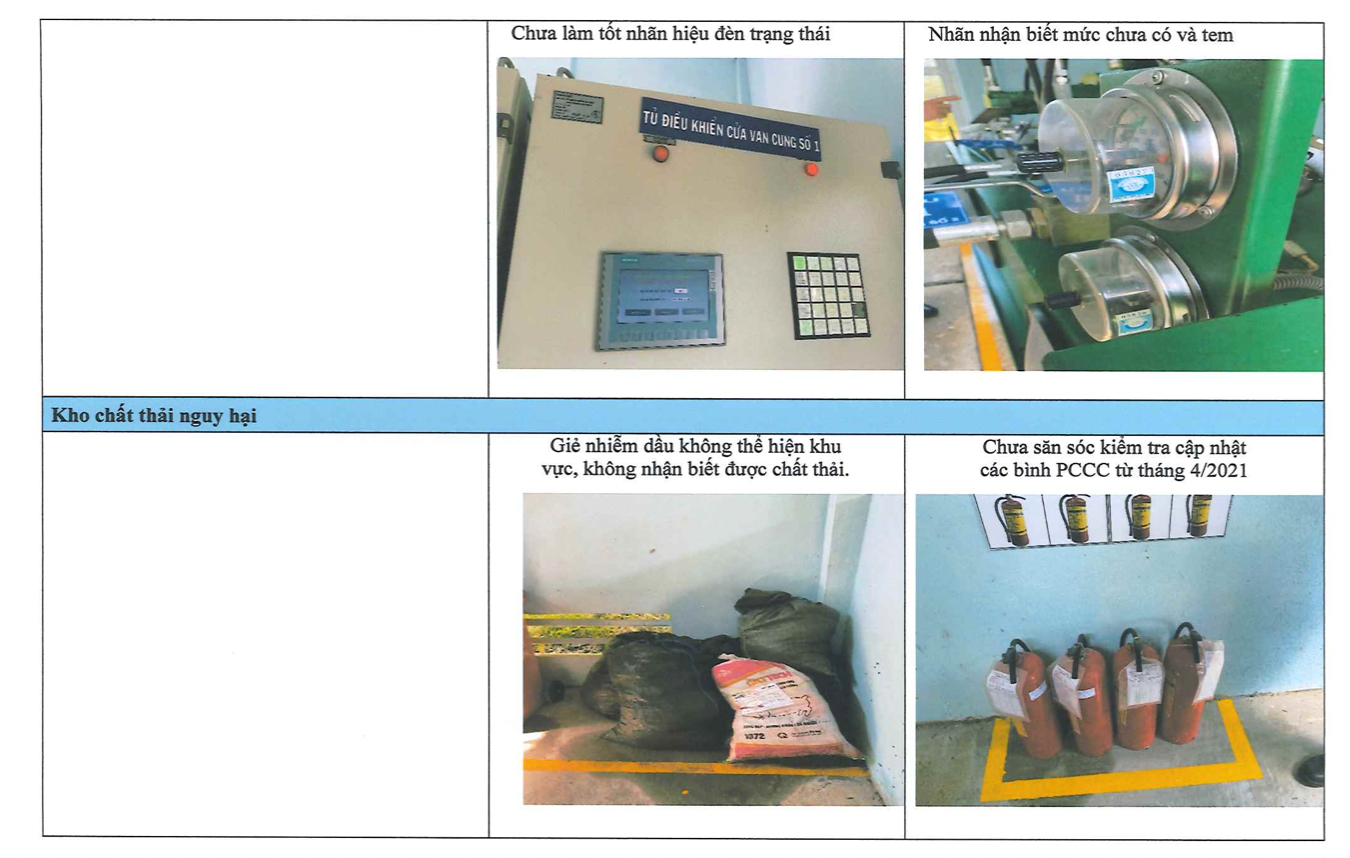 Chưa làm tốt nhãn hiệu đèn trạng thái
Nhãn nhận biết mức chưa có và tem
TỦ ĐIỀU KHIỂN CỬA VAN CUNG SỐ 1
SIEMENS
Kho chất thải nguy hại
Giẻ nhiễm dầu không thể hiện khu
vực, không nhận biết được chất thải.
Chưa săn sóc kiểm tra cập nhật
các bình PCCC từ tháng 4/2021
1072